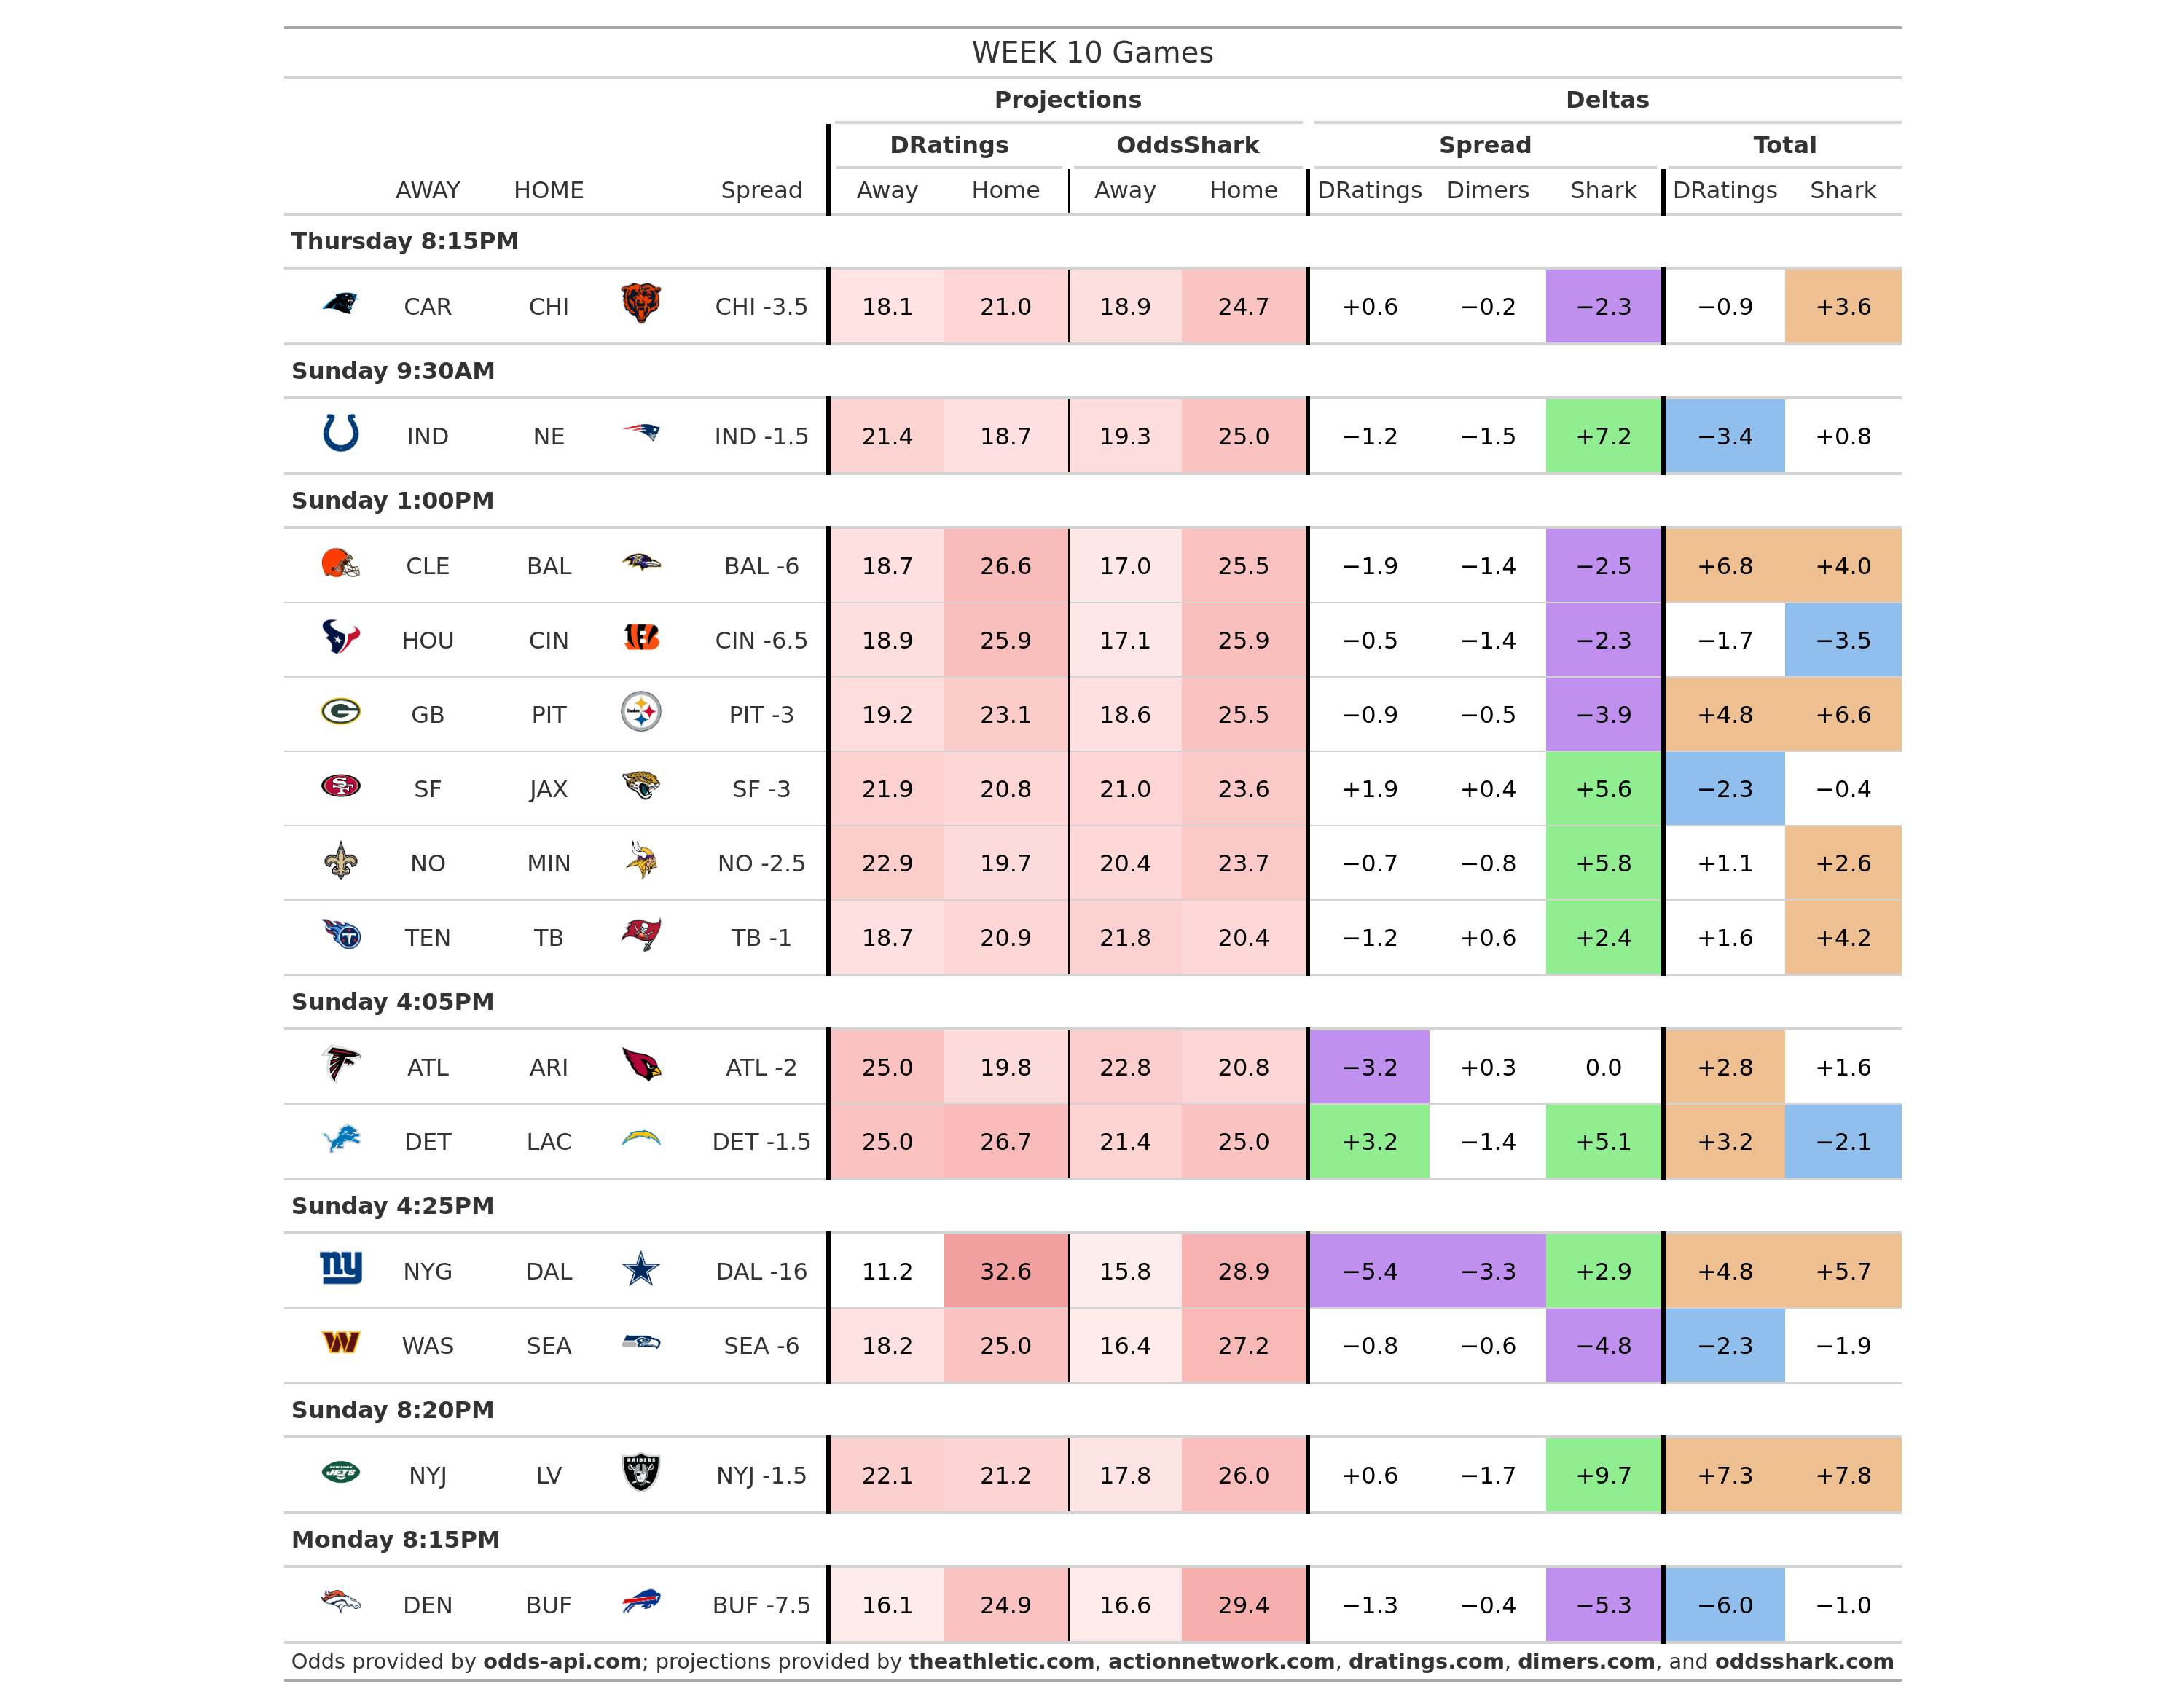 WEEK 10 Games
Projections Deltas
DRatings OddsShark Spread Total
AWAY HOME Spread Away Home Away Home DRatings Dimers Shark DRatings Shark
Thursday 8:15PM
CAR CHI CHI -3.5 18.1 21.0 18.9 24.7 +0.6 −0.2 −2.3 −0.9 +3.6
Sunday 9:30AM
IND NE IND -1.5 21.4 18.7 19.3 25.0 −1.2 −1.5 +7.2 −3.4 +0.8
Sunday 1:00PM
CLE BAL BAL -6 18.7 26.6 17.0 25.5 −1.9 −1.4 −2.5 +6.8 +4.0
HOU CIN CIN -6.5 18.9 25.9 17.1 25.9 −0.5 −1.4 −2.3 −1.7 −3.5
GB PIT PIT -3 19.2 23.1 18.6 25.5 −0.9 −0.5 −3.9 +4.8 +6.6
SF JAX SF -3 21.9 20.8 21.0 23.6 +1.9 +0.4 +5.6 −2.3 −0.4
NO MIN NO -2.5 22.9 19.7 20.4 23.7 −0.7 −0.8 +5.8 +1.1 +2.6
TEN TB TB -1 18.7 20.9 21.8 20.4 −1.2 +0.6 +2.4 +1.6 +4.2
Sunday 4:05PM
ATL ARI ATL -2 25.0 19.8 22.8 20.8 −3.2 +0.3 0.0 +2.8 +1.6
DET LAC DET -1.5 25.0 26.7 21.4 25.0 +3.2 −1.4 +5.1 +3.2 −2.1
Sunday 4:25PM
ny NYG DAL DAL -16 11.2 32.6 15.8 28.9 −5.4 −3.3 +2.9 +4.8 +5.7
W WAS SEA SEA -6 18.2 25.0 16.4 27.2 −0.8 −0.6 −4.8 −2.3 −1.9
Sunday 8:20PM
JETS NYJ LV RAIDERS NYJ -1.5 22.1 21.2 17.8 26.0 +0.6 −1.7 +9.7 +7.3 +7.8
Monday 8:15PM
DEN BUF BUF -7.5 16.1 24.9 16.6 29.4 −1.3 −0.4 −5.3 −6.0 −1.0
Odds provided by odds-api.com; projections provided by theathletic.com, actionnetwork.com, dratings.com, dimers.com, and oddsshark.com